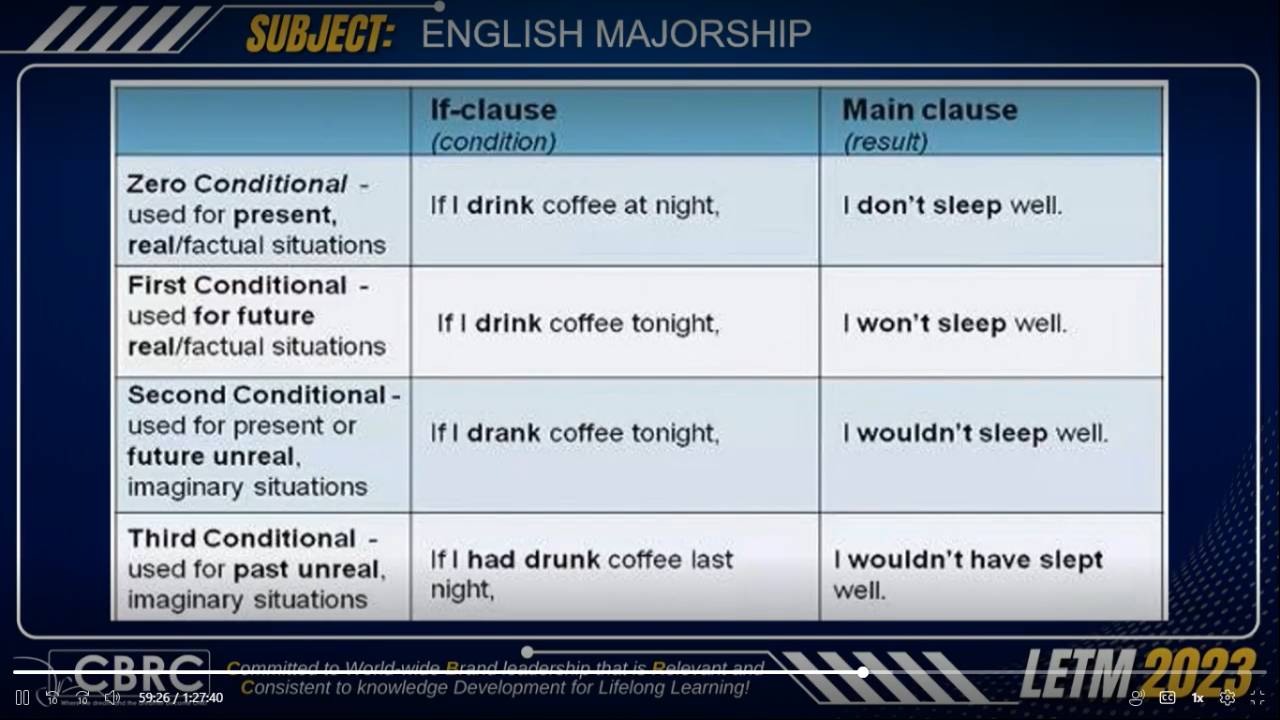 SUBJECT: ENGLISH MAJORSHIP
If-clause
(condition)
Main clause
(result)
Zero Conditional -
used for present,
real/factual situations
If I drink coffee at night,
I don't sleep well.
First Conditional -
used for future
real/factual situations
If I drink coffee tonight,
I won't sleep well.
Second Conditional -
used for present or
future unreal,
imaginary situations
If I drank coffee tonight,
I wouldn't sleep well.
Third Conditional -
used for past unreal,
imaginary situations
If I had drunk coffee last
night,
I wouldn't have slept
well.
CBRC
Committed to World-wide Brand leadership that is Relevant and
Consistent to knowledge Development for Lifelong Learning!
LETM 2023
10
10
59:26 / 1:27:40
CC
1x